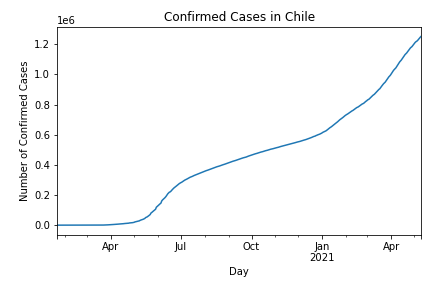 Confirmed Cases in Chile
1e6
1.2
1.0
0.8
0.6
0.4
0.2
0.0
Number of Confirmed Cases
Apr
Jul
Oct
Jan
2021
Apr
Day